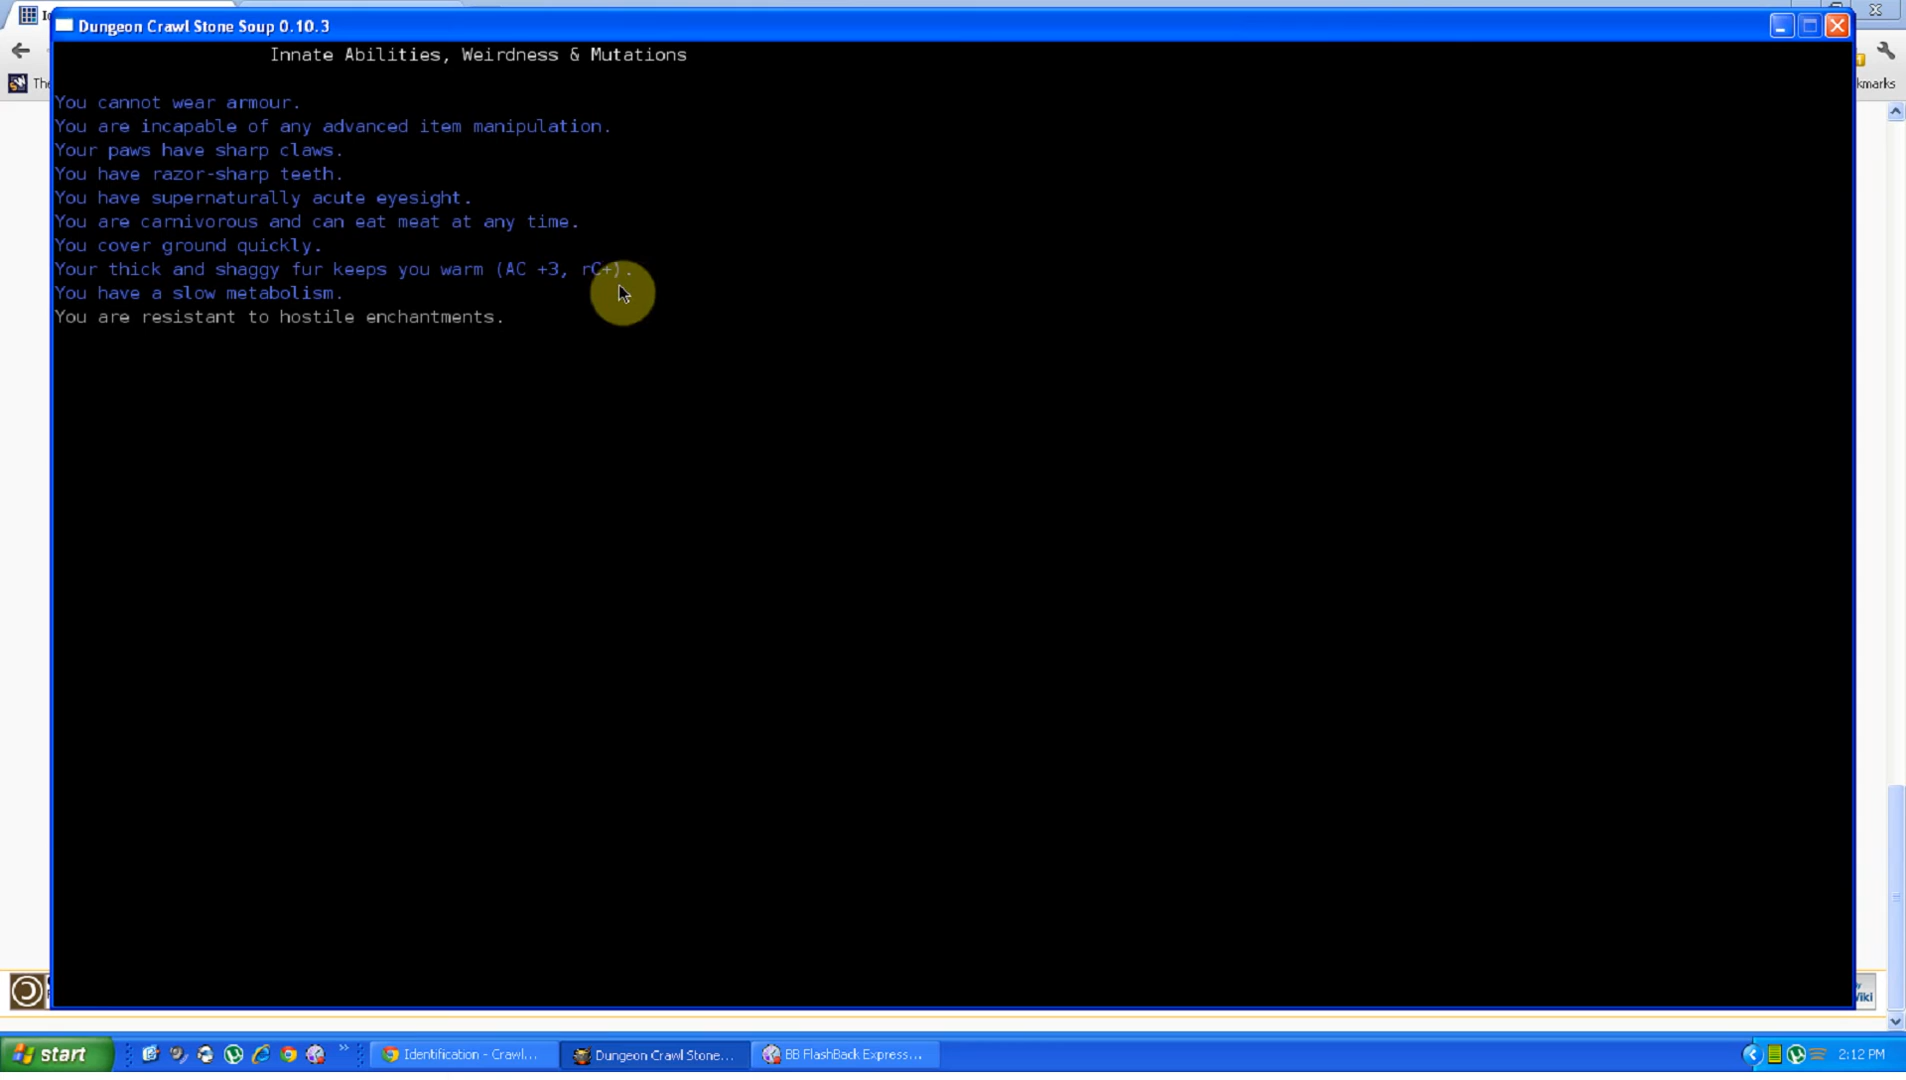 Dungeon Crawl Stone Soup 0.10.3
Innate Abilities, Weirdness & Mutations
kmarks
You cannot wear armour.
You are incapable of any advanced item manipulation.
Your paws have sharp claws.
You have razor-sharp teeth.
You have supernaturally acute eyesight.
You are carnivorous and can eat meat at any time.
You cover ground quickly.
Your thick and shaggy fur keeps you warm (AC +3, rC+).
You have a slow metabolism.
You are resistant to hostile enchantments.
start
Identification - Crawl...
Dungeon Crawl Stone...
BB FlashBack Express...
2:12 PM